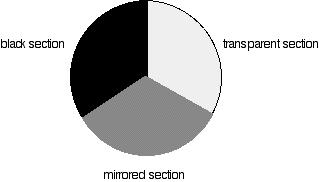 black section
transparent section
mirrored section